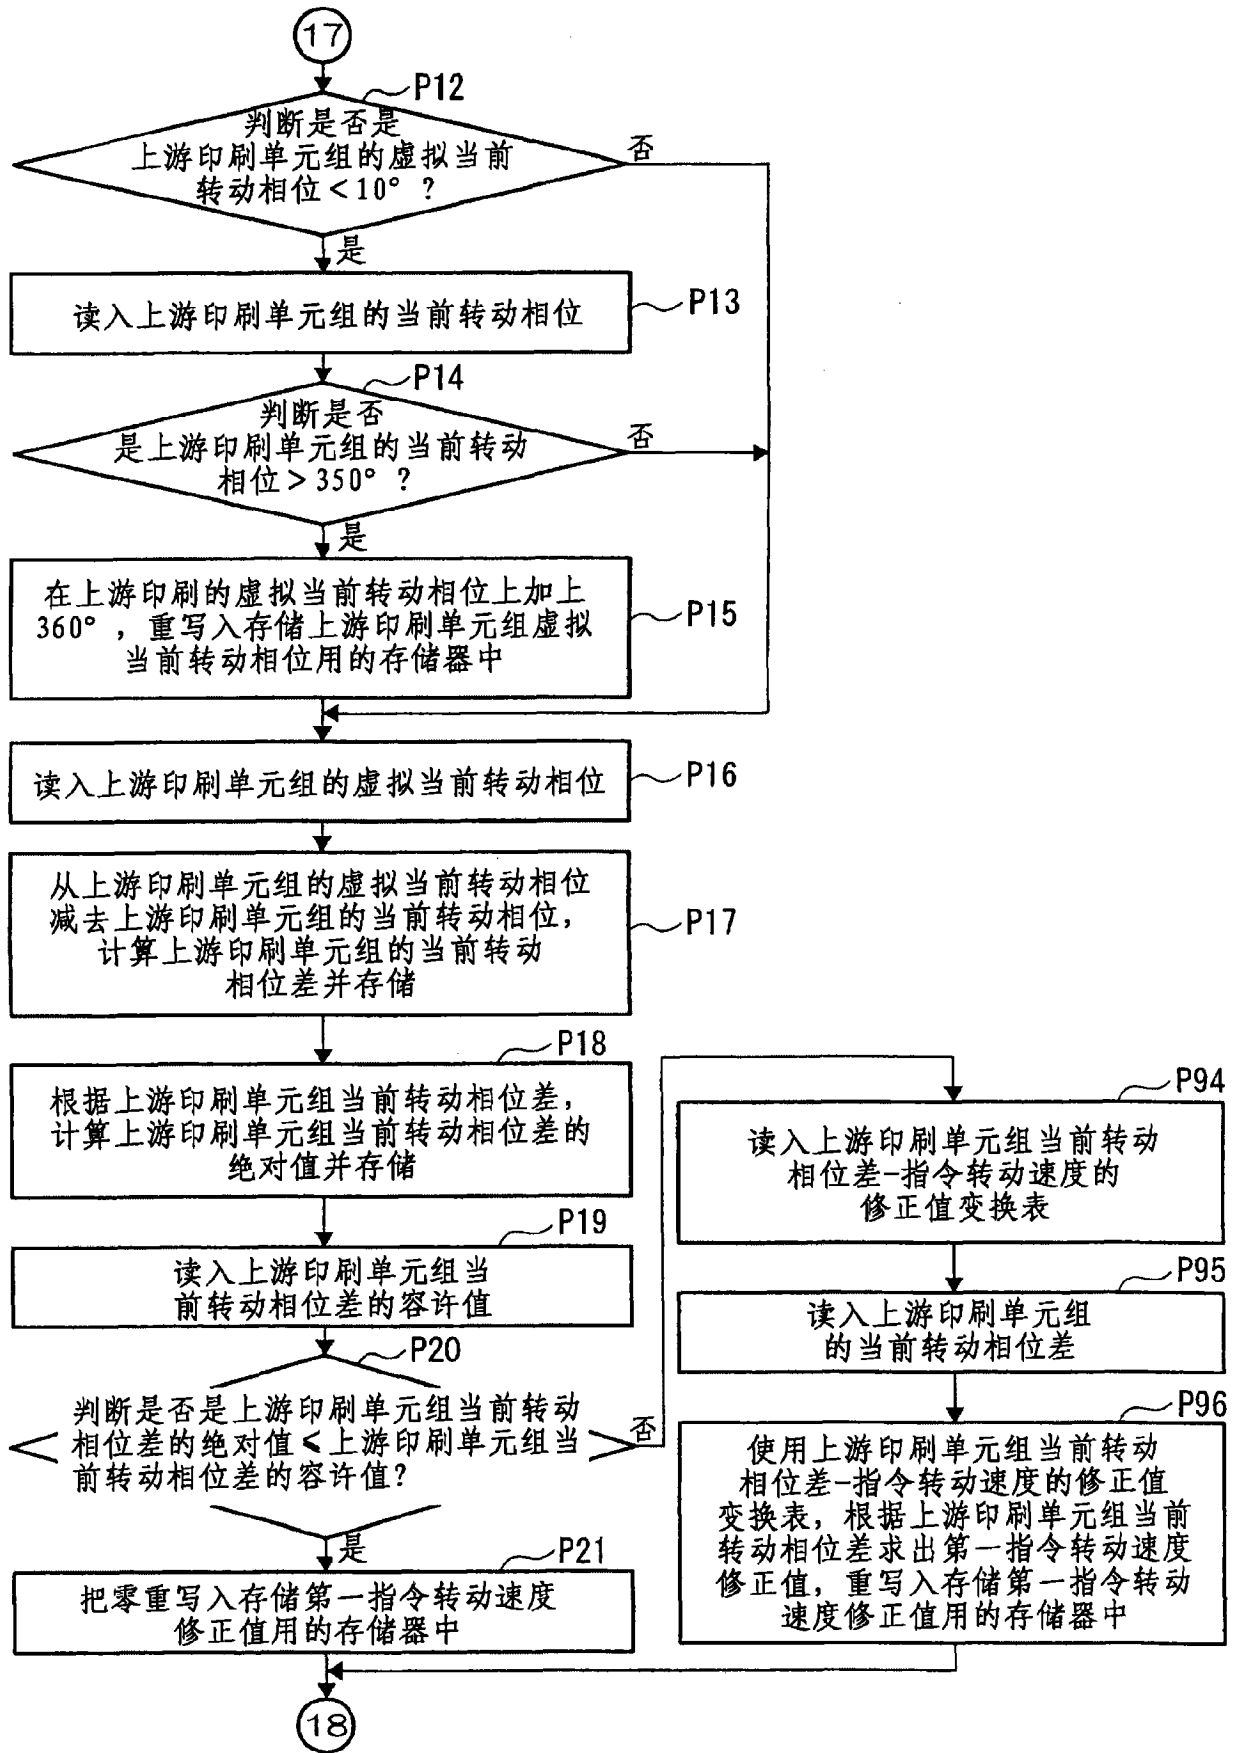 17
P12
判断是否是
上游印刷单元组的虚拟当前
转动相位＜10°？
否
是
读入上游印刷单元组的当前转动相位
P13
P14
判断是否
是上游印刷单元组的当前转动
相位＞350°？
否
是
在上游印刷的虚拟当前转动相位上加上
360°，重写入存储上游印刷单元组虚拟
当前转动相位用的存储器中
P15
读入上游印刷单元组的虚拟当前转动相位
P16
从上游印刷单元组的虚拟当前转动相位
减去上游印刷单元组的当前转动相位，
计算上游印刷单元组的当前转动
相位差并存储
P17
P18
根据上游印刷单元组当前转动相位差，
计算上游印刷单元组当前转动相位差的
绝对值并存储
P19
读入上游印刷单元组当
前转动相位差的容许值
P20
判断是否是上游印刷单元组当前转动
相位差的绝对值≤上游印刷单元组当
前转动相位差的容许值？
否
是
P21
把零重写入存储第一指令转动速度
修正值用的存储器中
P94
读入上游印刷单元组当前转动
相位差-指令转动速度的
修正值变换表
P95
读入上游印刷单元组
的当前转动相位差
P96
使用上游印刷单元组当前转动
相位差-指令转动速度的修正值
变换表，根据上游印刷单元组当前
转动相位差求出第一指令转动速度
修正值，重写入存储第一指令转动
速度修正值用的存储器中
18